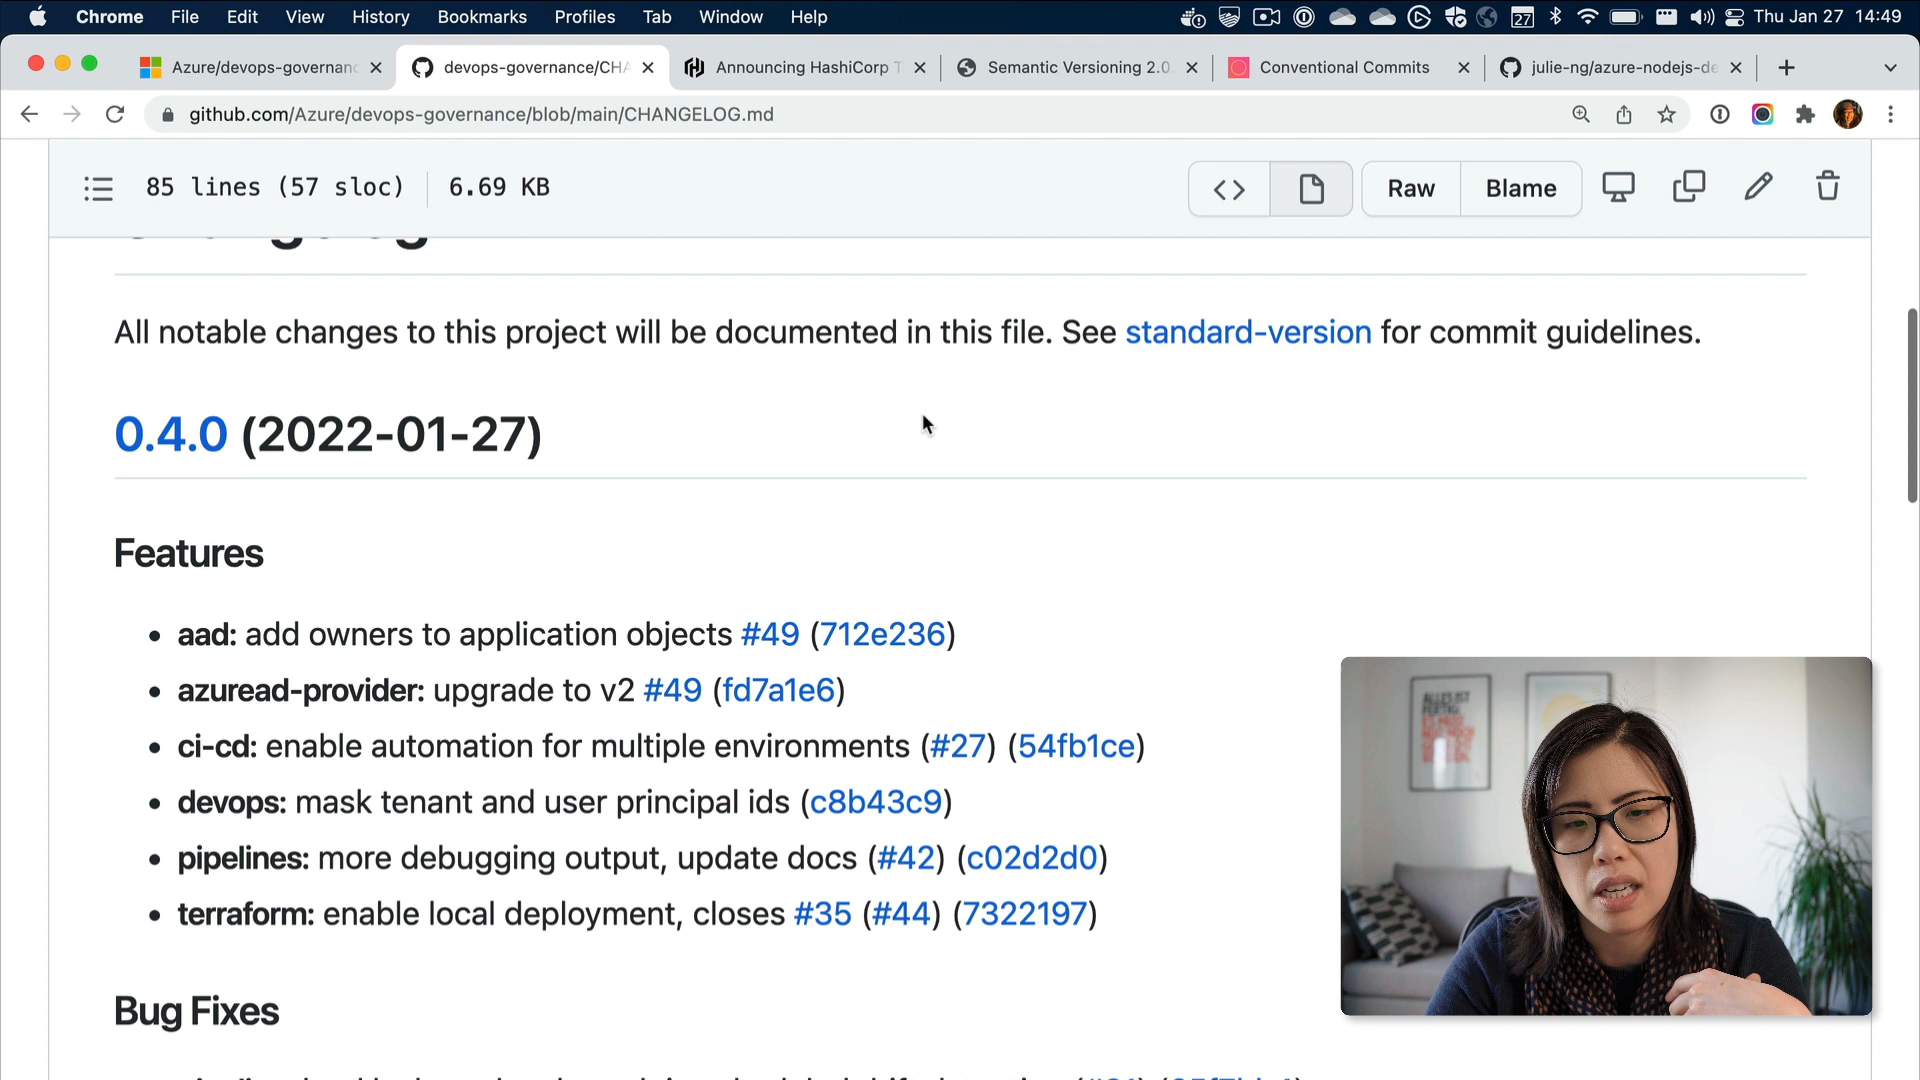 Chrome File Edit View History Bookmarks Profiles Tab Window Help 27 Thu Jan 27 14:49
Azure/devops-governanc devops-governance/CHA Announcing HashiCorp T Semantic Versioning 2.0. Conventional Commits julie-ng/azure-nodejs-de
github.com/Azure/devops-governance/blob/main/CHANGELOG.md
85 lines (57 sloc) 6.69 KB Raw Blame
Changelog
All notable changes to this project will be documented in this file. See standard-version for commit guidelines.
0.4.0 (2022-01-27)
Features
aad: add owners to application objects #49 (712e236)
azuread-provider: upgrade to v2 #49 (fd7a1e6)
ci-cd: enable automation for multiple environments (#27) (54fb1ce)
devops: mask tenant and user principal ids (c8b43c9)
pipelines: more debugging output, update docs (#42) (c02d2d0)
terraform: enable local deployment, closes #35 (#44) (7322197)
ALLES IST
Bug Fixes